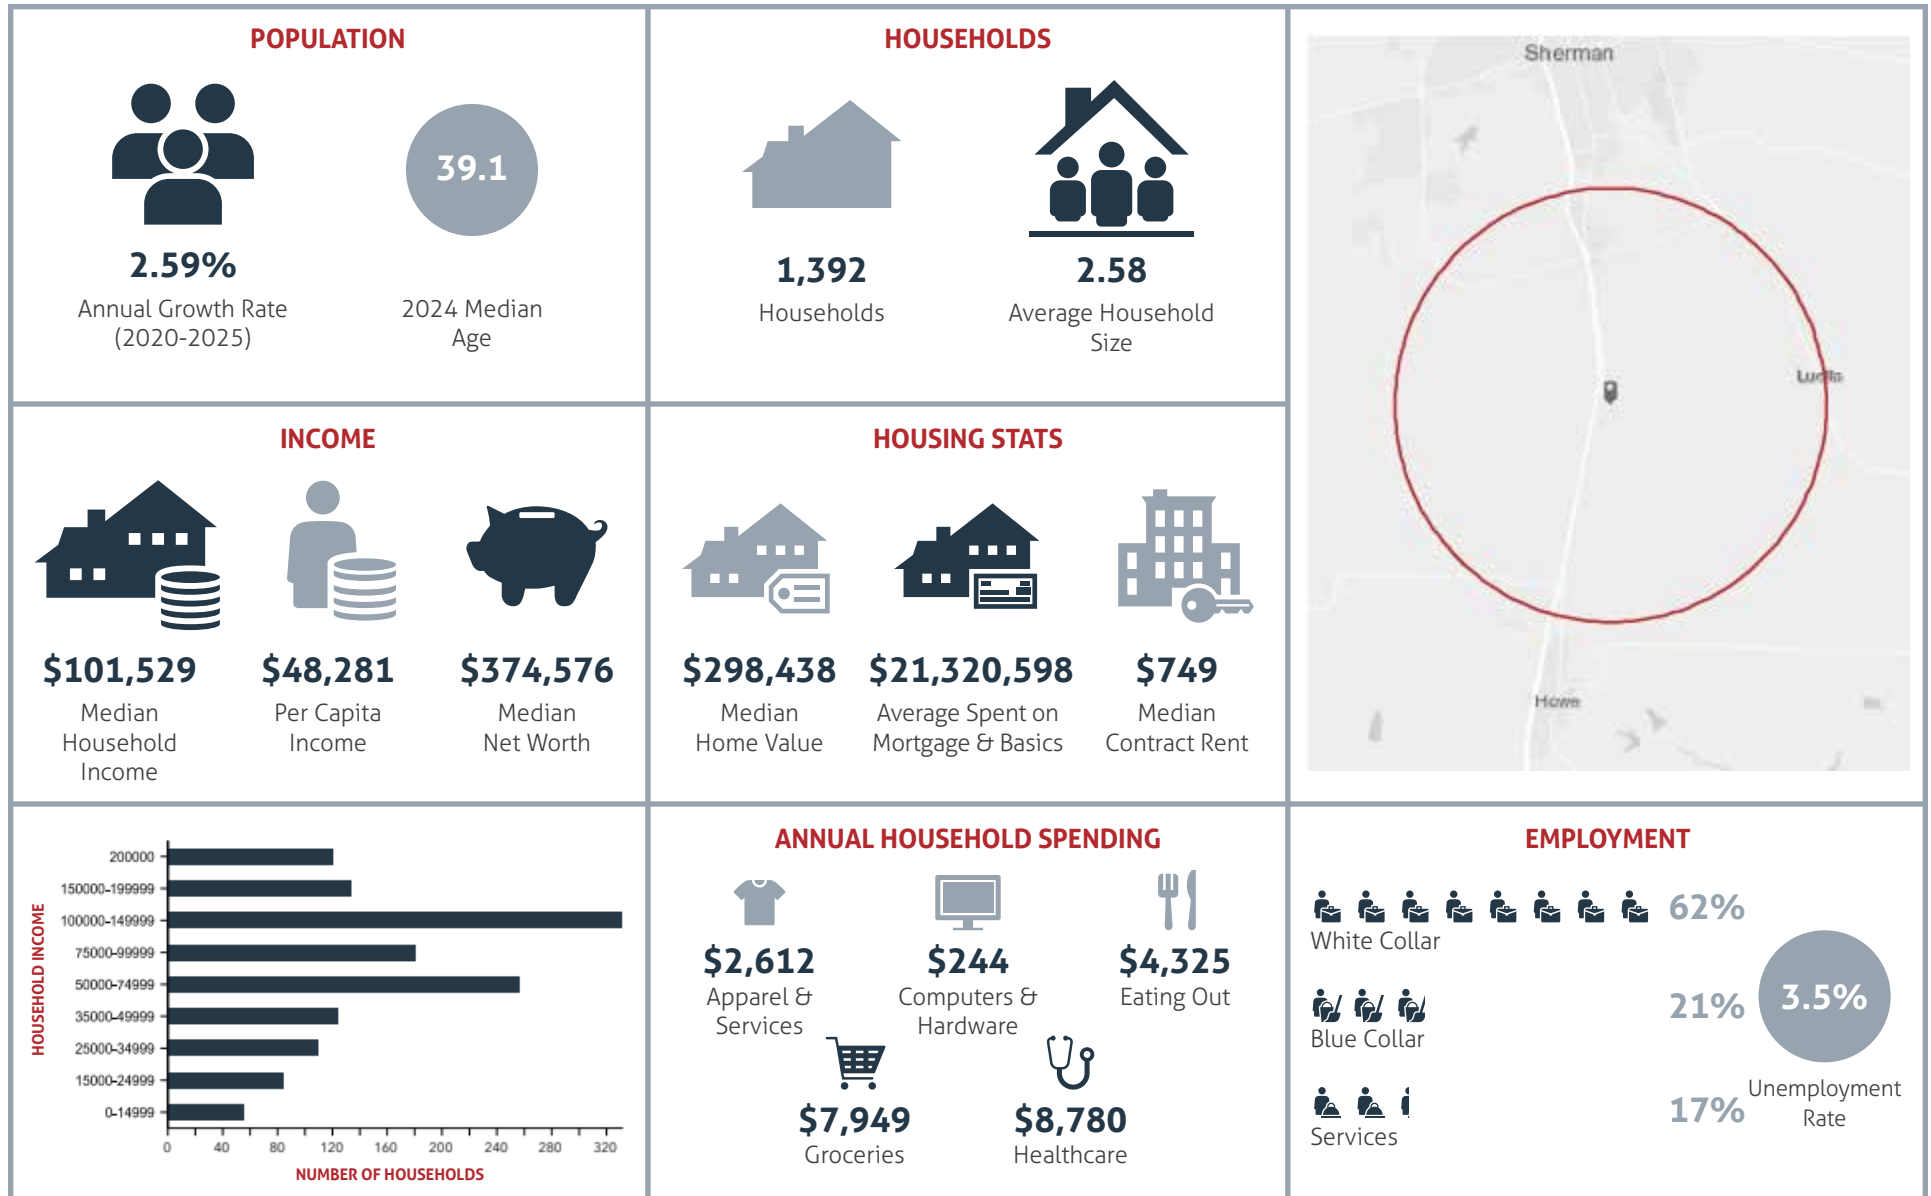 POPULATION
39.1
2.59%
Annual Growth Rate
(2020-2025)
2024 Median
Age
HOUSEHOLDS
1,392
Households
2.58
Average Household
Size
Sherman
Luella
Howe
INCOME
$101,529
Median
Household
Income
$48,281
Per Capita
Income
$374,576
Median
Net Worth
HOUSING STATS
$298,438
Median
Home Value
$21,320,598
Average Spent on
Mortgage & Basics
$749
Median
Contract Rent
HOUSEHOLD INCOME
200000
150000-199999
100000-149999
75000-99999
50000-74999
35000-49999
25000-34999
15000-24999
0-14999
0 40 80 120 160 200 240 280 320
NUMBER OF HOUSEHOLDS
ANNUAL HOUSEHOLD SPENDING
$2,612
Apparel &
Services
$244
Computers &
Hardware
$4,325
Eating Out
$7,949
Groceries
$8,780
Healthcare
EMPLOYMENT
62%
White Collar
21%
Blue Collar
17%
Services
3.5%
Unemployment
Rate